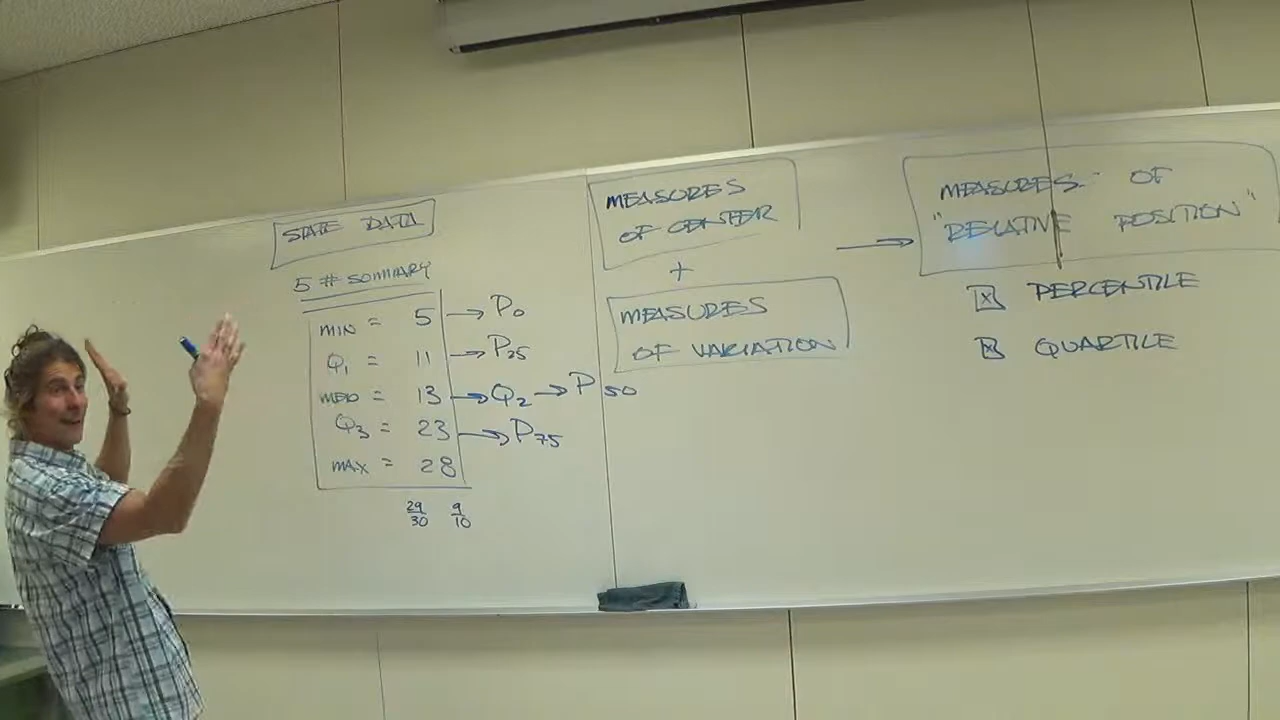 STATE DATA
5 # SUMMARY
MIN = 5 → P0
Q1 = 11 → P25
MED = 13 → Q2 → P50
Q3 = 23 → P75
MAX = 28
29/30 9/10
MEASURES
OF CENTER
+
MEASURES
OF VARIATION
→
MEASURES OF
"RELATIVE POSITION"
☒ PERCENTILE
☒ QUARTILE